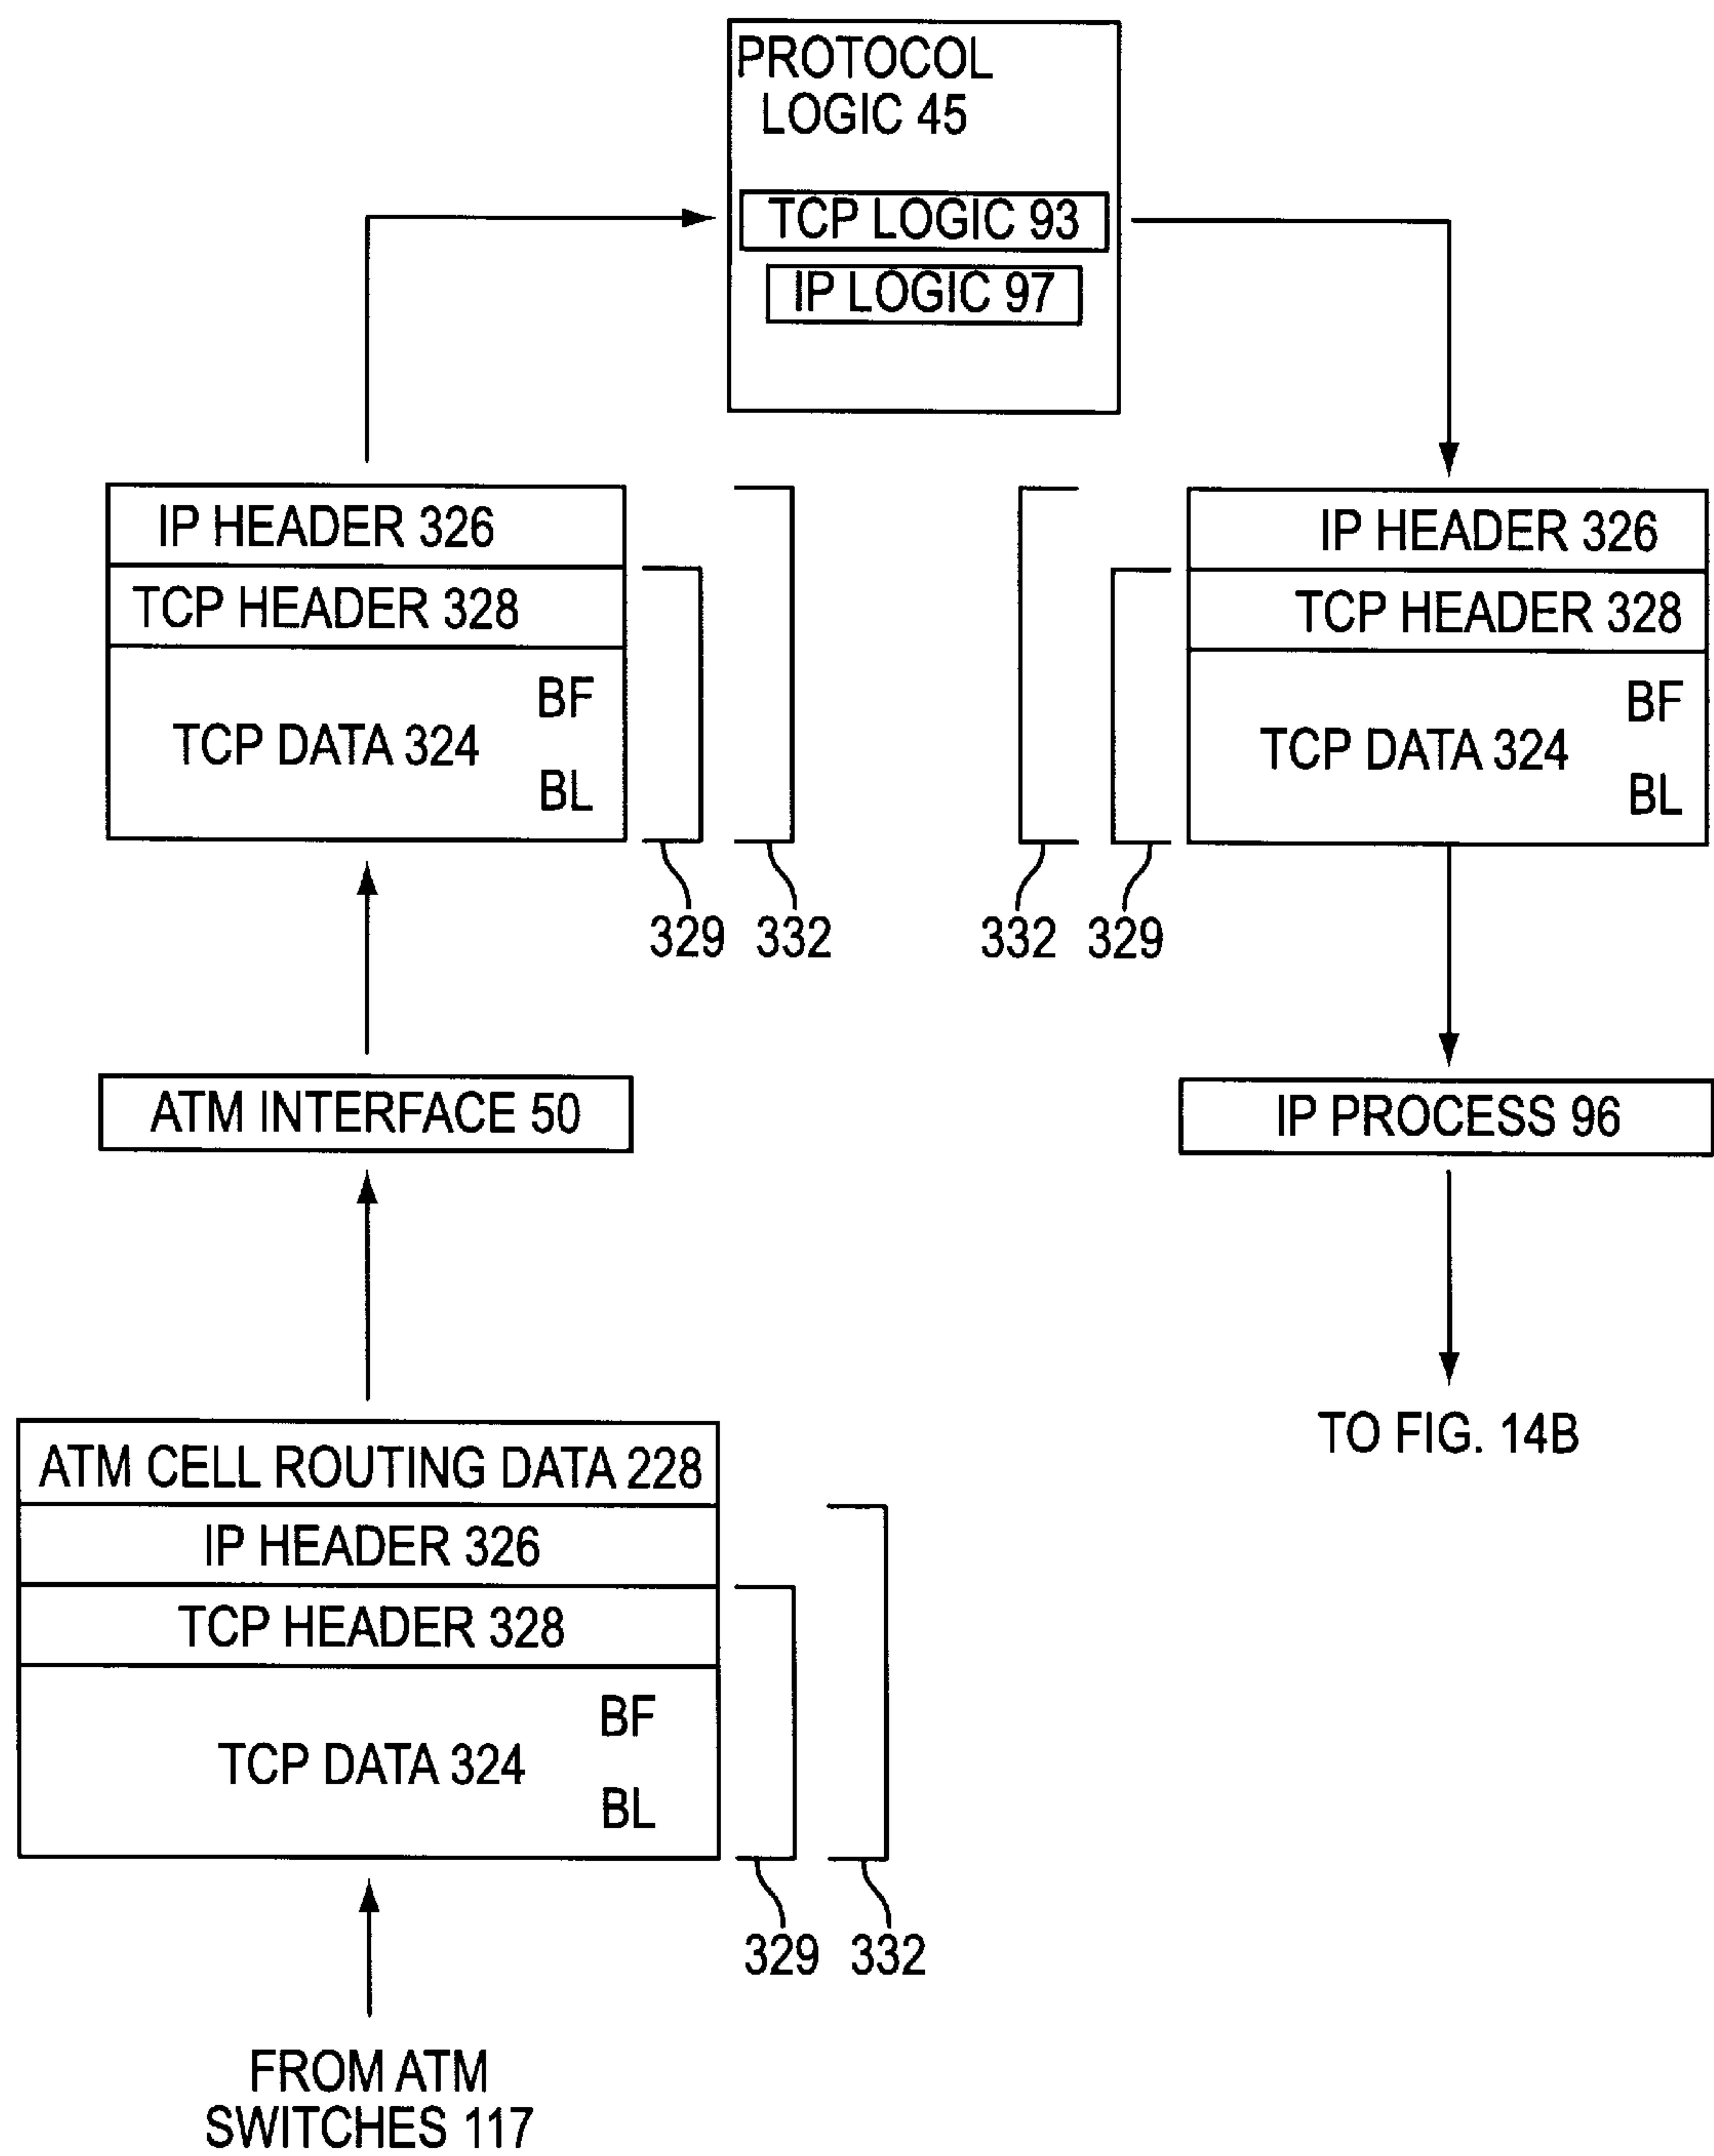 PROTOCOL
LOGIC 45
TCP LOGIC 93
IP LOGIC 97
IP HEADER 326
TCP HEADER 328
BF
TCP DATA 324
BL
329 332
IP HEADER 326
TCP HEADER 328
BF
TCP DATA 324
BL
332 329
ATM INTERFACE 50
IP PROCESS 96
TO FIG. 14B
ATM CELL ROUTING DATA 228
IP HEADER 326
TCP HEADER 328
BF
TCP DATA 324
BL
329 332
FROM ATM
SWITCHES 117